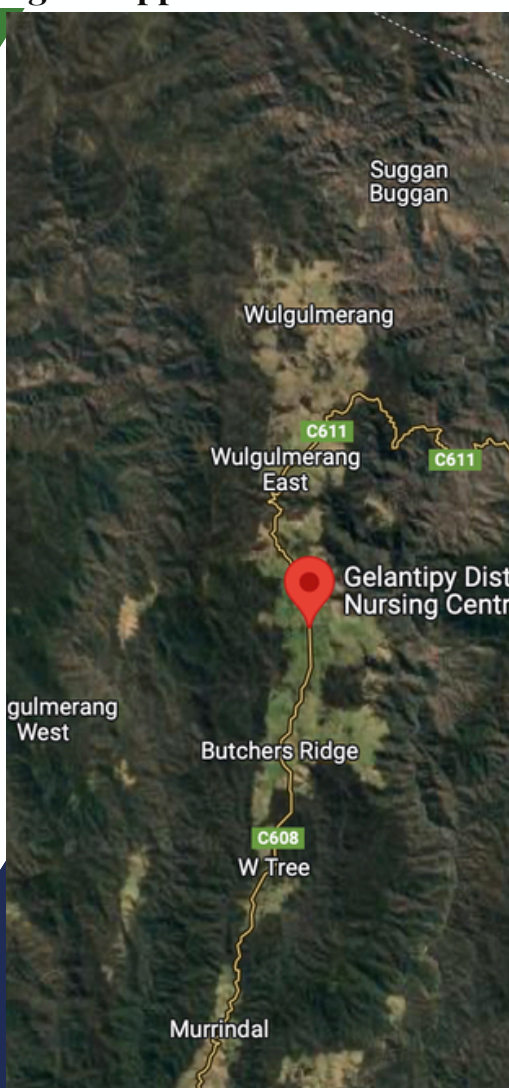 Suggan
Buggan
Wulgulmerang
C611
Wulgulmerang
East
C611
Gelantipy Dist
Nursing Centr
gulmerang
West
Butchers Ridge
C608
W Tree
Murrindal